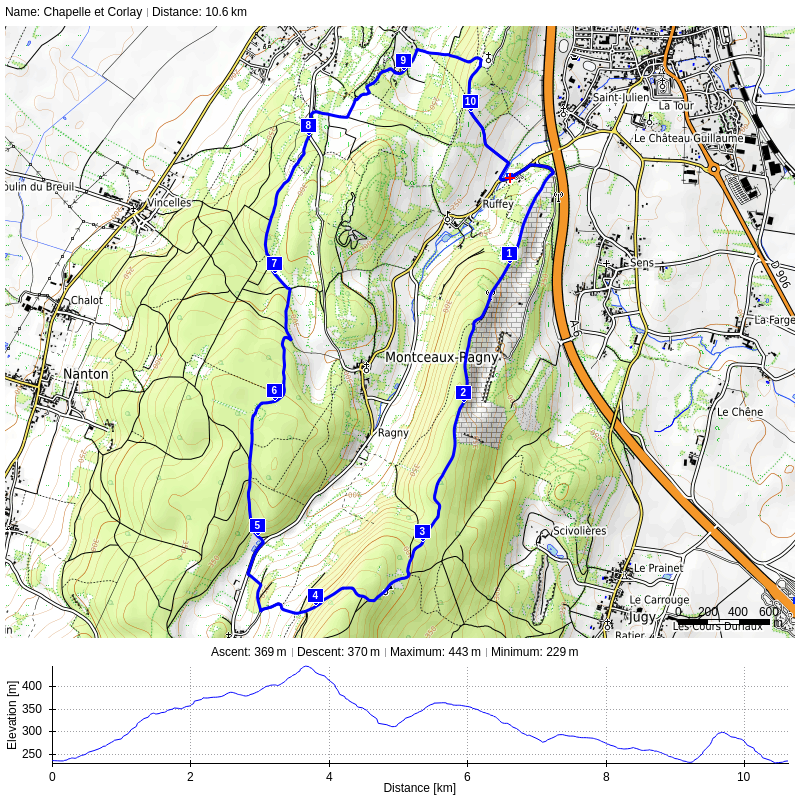 Name: Chapelle et Corlay | Distance: 10.6 km
9
10
Saint-Julien
La Tour
8
Le Château Guillaume
oulin du Breuil
Vincelles
Ruffey
1
7
Sens
D 906
Chalot
A 6
La Farge
Montceaux-Ragny
Nanton
6
2
Le Chêne
Ragny
5
3
Scivolières
Le Prainet
4
Le Carrouge
0 200 400 600 m
Jugy
Les Cours Duriaux
Ratier
in
Ascent: 369 m | Descent: 370 m | Maximum: 443 m | Minimum: 229 m
Elevation [m]
400
350
300
250
0 2 4 6 8 10
Distance [km]